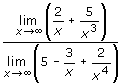 lim x→∞ (2/x + 5/x³)
lim x→∞ (5 − 3/x + 2/x⁴)